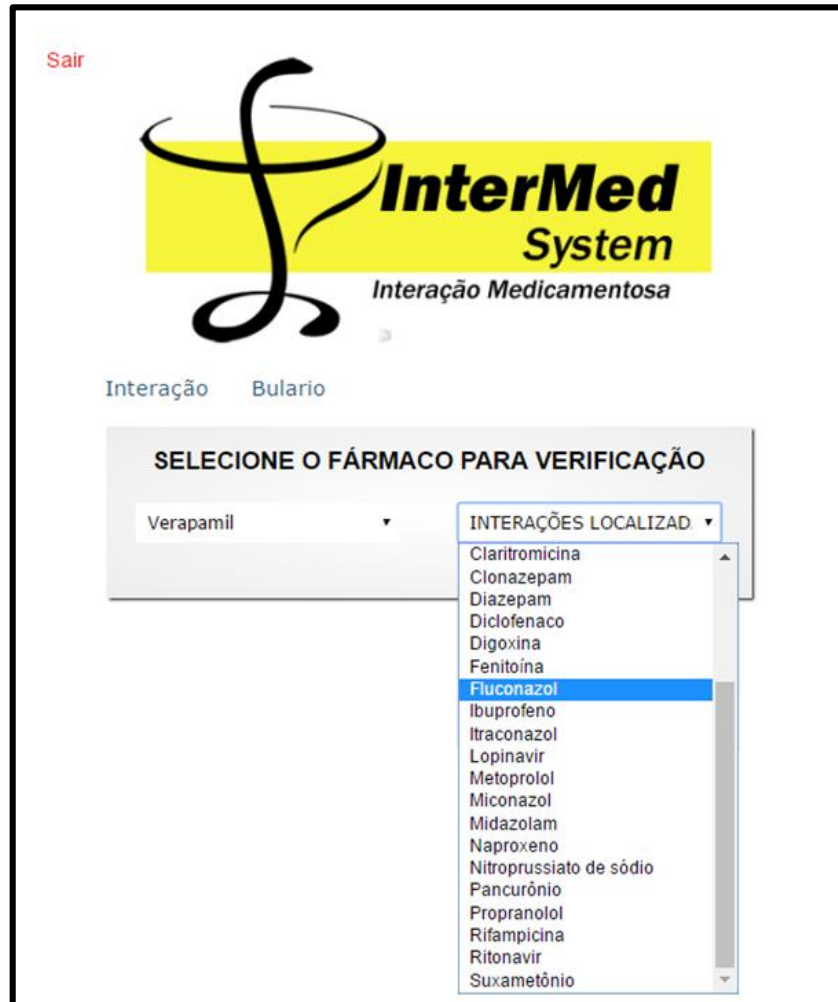 Sair
InterMed
System
Interação Medicamentosa
Interação Bulario
SELECIONE O FÁRMACO PARA VERIFICAÇÃO
Verapamil INTERAÇÕES LOCALIZAD.
Claritromicina
Clonazepam
Diazepam
Diclofenaco
Digoxina
Fenitoína
Fluconazol
Ibuprofeno
Itraconazol
Lopinavir
Metoprolol
Miconazol
Midazolam
Naproxeno
Nitroprussiato de sódio
Pancurônio
Propranolol
Rifampicina
Ritonavir
Suxametônio